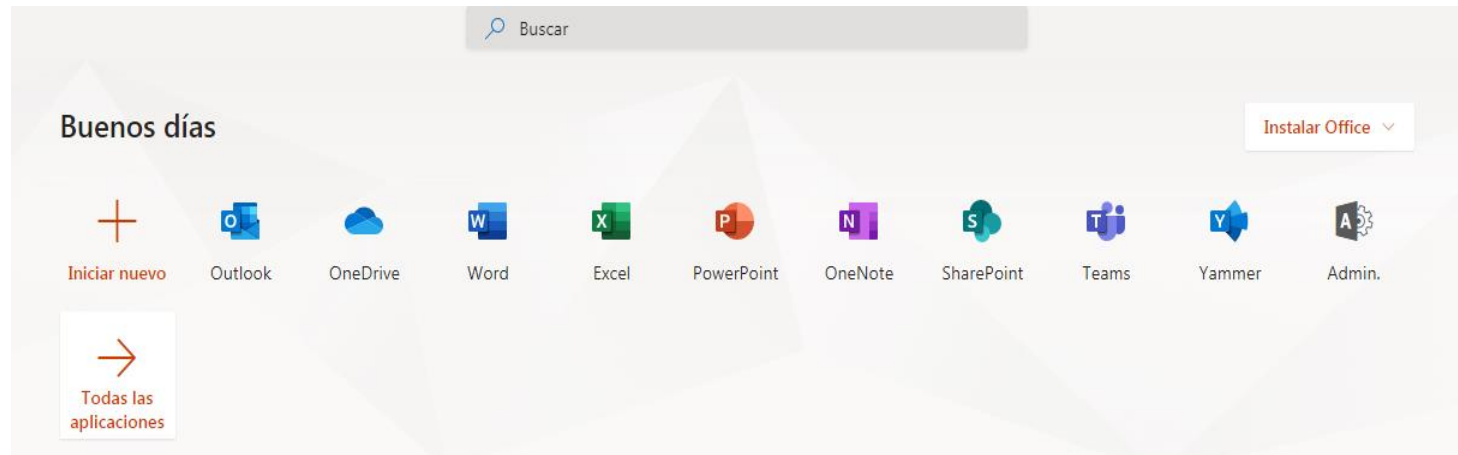 Buscar
Buenos días
Instalar Office
Iniciar nuevo
O
Outlook
OneDrive
W
Word
X
Excel
P
PowerPoint
N
OneNote
S
SharePoint
T
Teams
Y
Yammer
A
Admin.
Todas las
aplicaciones